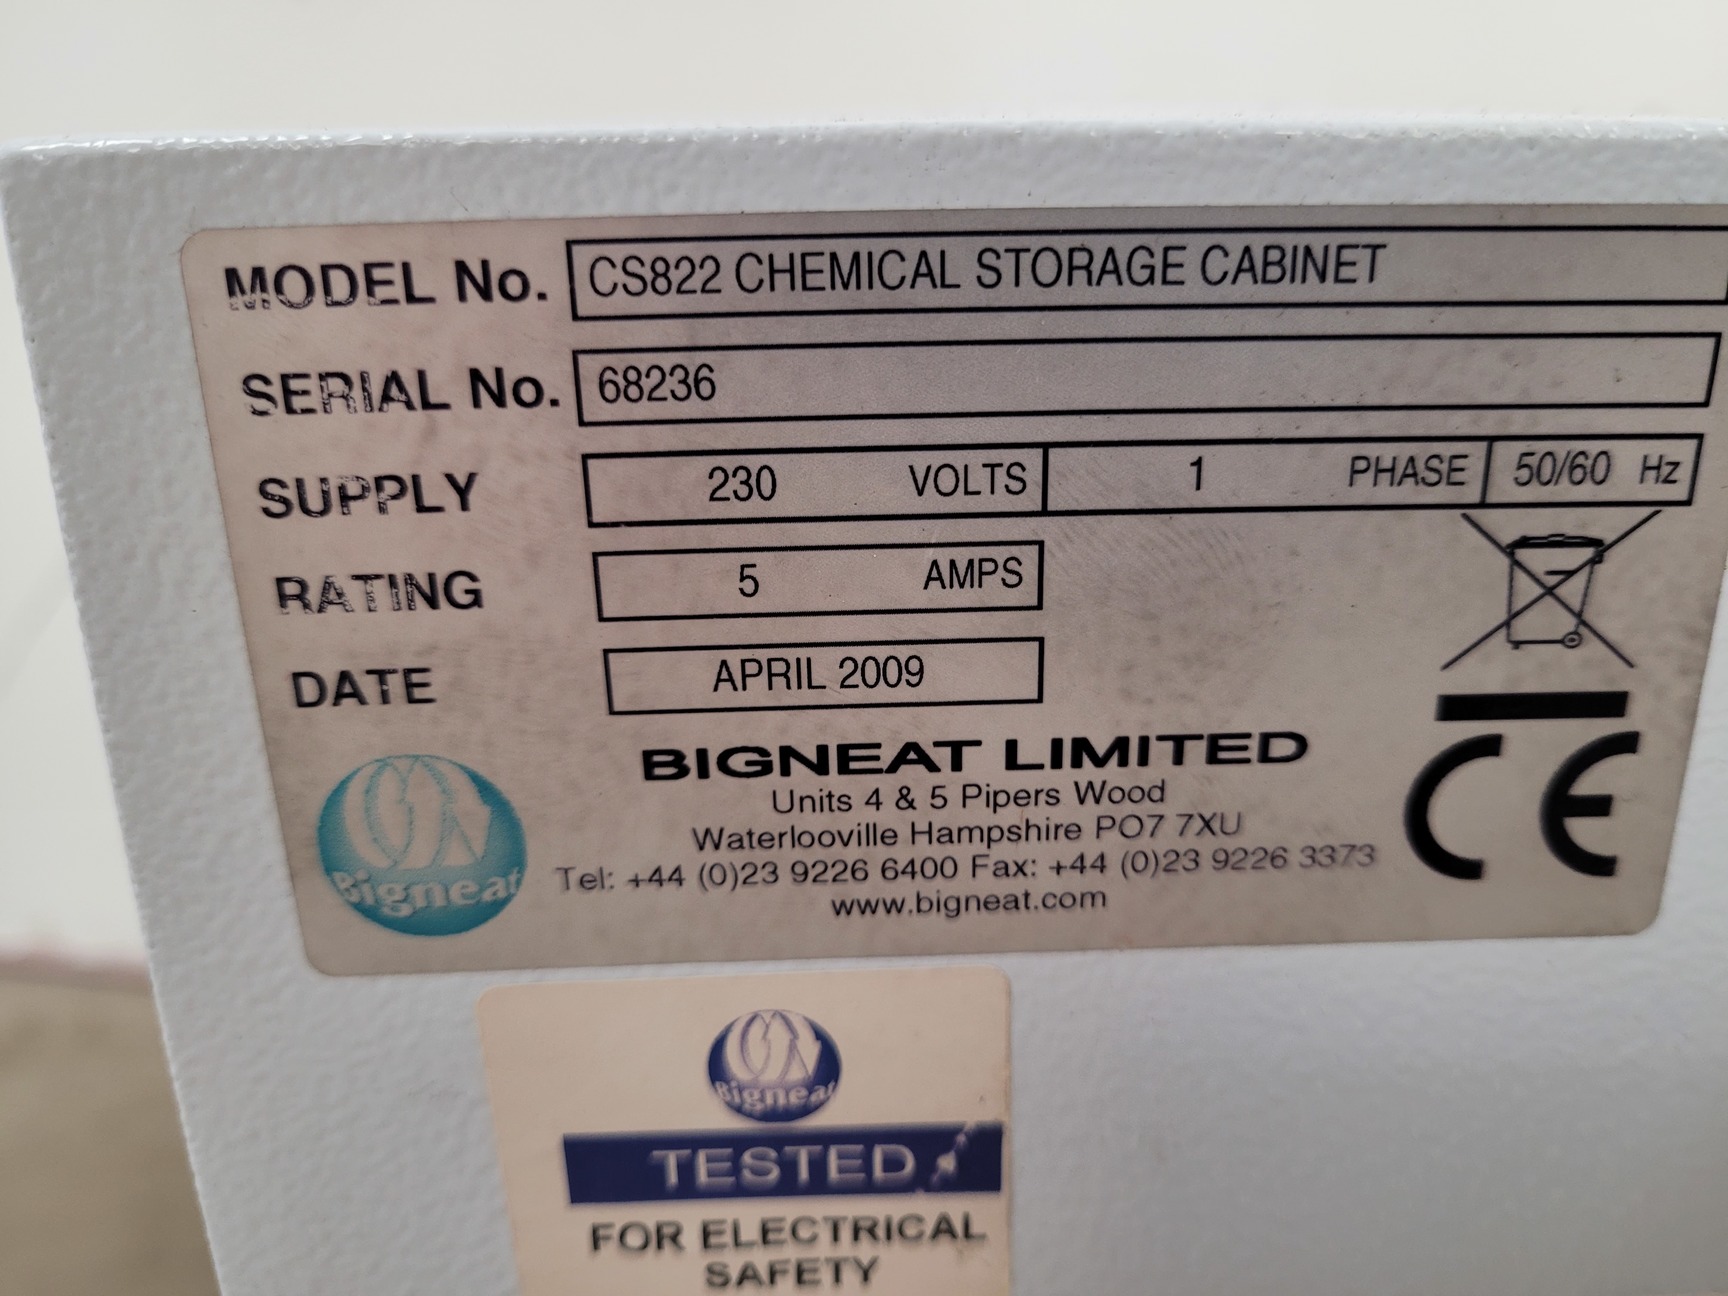 MODEL No. CS822 CHEMICAL STORAGE CABINET
SERIAL No. 68236
SUPPLY 230 VOLTS 1 PHASE 50/60 Hz
RATING 5 AMPS
DATE APRIL 2009
BIGNEAT LIMITED
Units 4 & 5 Pipers Wood
Waterlooville Hampshire PO7 7XU
Tel: +44 (0)23 9226 6400 Fax: +44 (0)23 9226 3373
www.bigneat.com
Bigneat
CE
Bigneat
TESTED
FOR ELECTRICAL
SAFETY